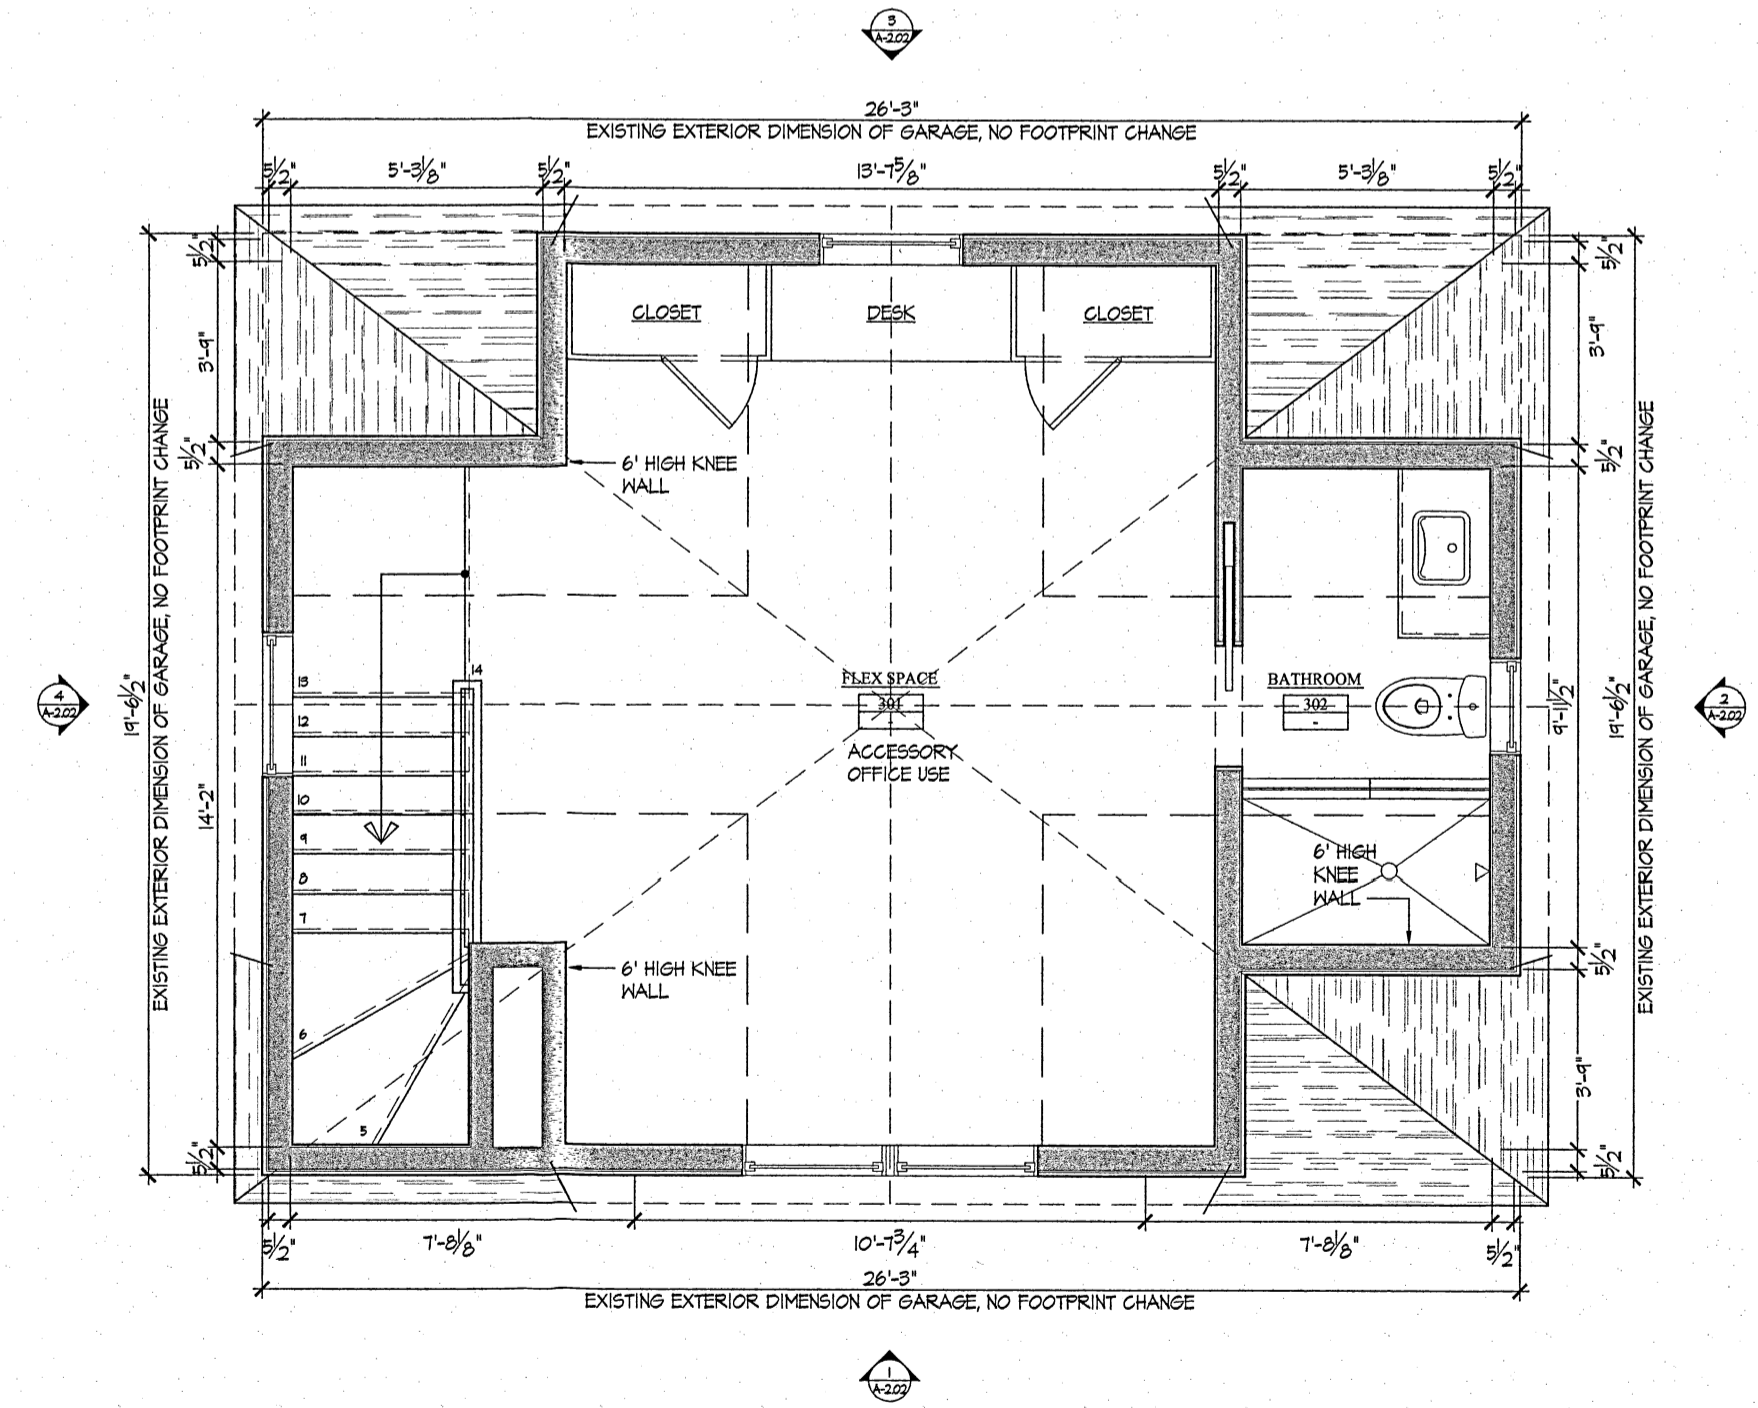 3
A-2.02
26'-3"
EXISTING EXTERIOR DIMENSION OF GARAGE, NO FOOTPRINT CHANGE
5½" 5'-3⅛" 5½" 13'-7⅝" 5½" 5'-3⅛" 5½"
5½"
3'-9"
5½"
14'-2"
5½"
19'-6½"
EXISTING EXTERIOR DIMENSION OF GARAGE, NO FOOTPRINT CHANGE
4
A-2.02
CLOSET DESK CLOSET
6' HIGH KNEE
WALL
14
13
12
11
10
9
8
7
6
5
FLEX SPACE
301
-
ACCESSORY
OFFICE USE
BATHROOM
302
-
6' HIGH
KNEE
WALL
6' HIGH KNEE
WALL
5½"
3'-9"
5½"
9'-1½"
5½"
3'-9"
5½"
19'-6½"
EXISTING EXTERIOR DIMENSION OF GARAGE, NO FOOTPRINT CHANGE
2
A-2.02
5½" 7'-8⅛" 10'-7¾" 7'-8⅛" 5½"
26'-3"
EXISTING EXTERIOR DIMENSION OF GARAGE, NO FOOTPRINT CHANGE
1
A-2.02